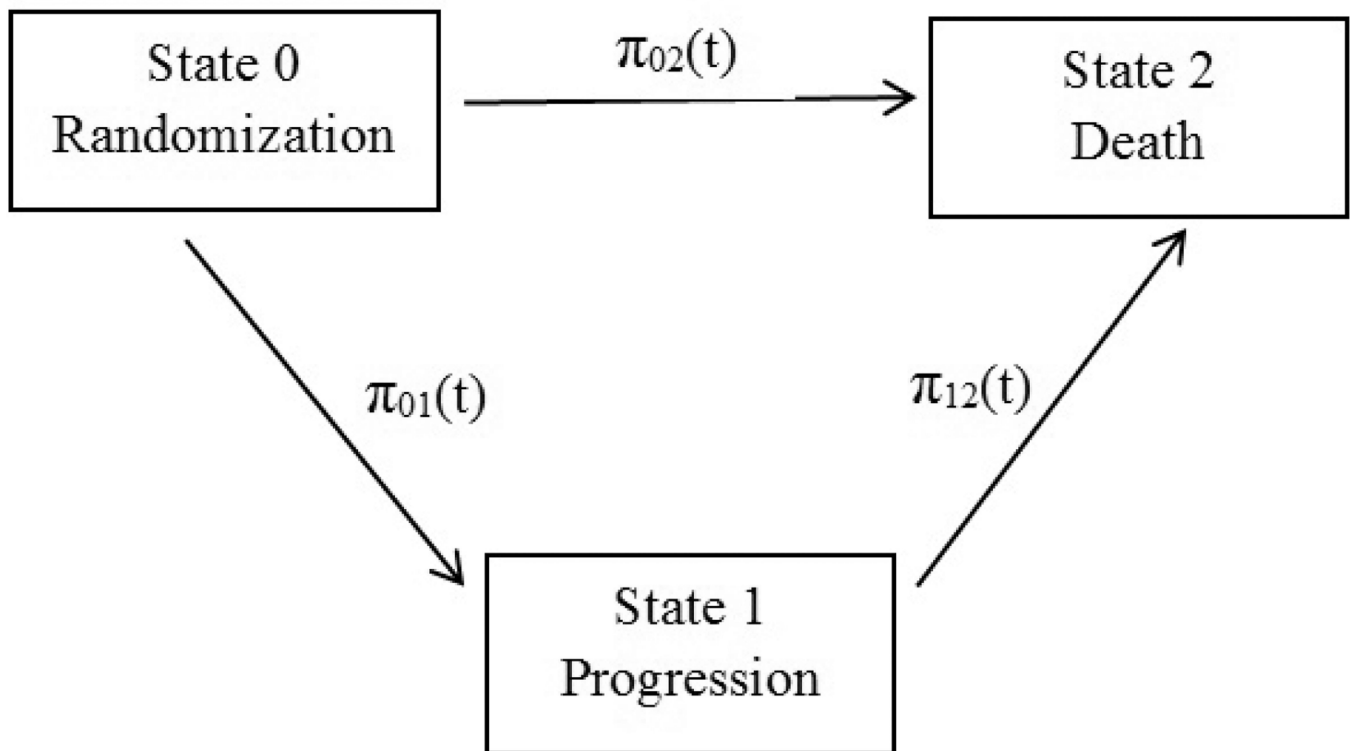 State 0
Randomization
π02(t)
State 2
Death
π01(t)
π12(t)
State 1
Progression